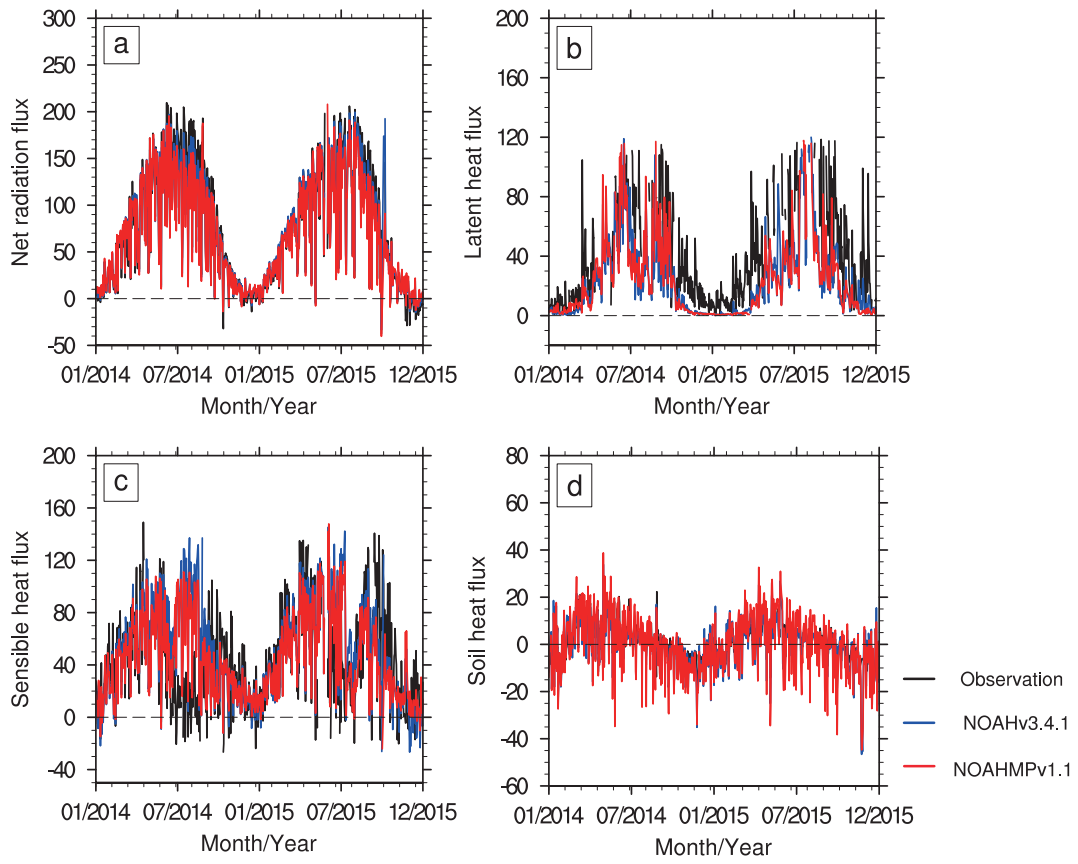 300
250
200
150
100
50
0
-50
a
Net radiation flux
01/2014 07/2014 01/2015 07/2015 12/2015
Month/Year
200
160
120
80
40
0
b
Latent heat flux
01/2014 07/2014 01/2015 07/2015 12/2015
Month/Year
200
160
120
80
40
0
-40
c
Sensible heat flux
01/2014 07/2014 01/2015 07/2015 12/2015
Month/Year
80
60
40
20
0
-20
-40
-60
d
Soil heat flux
01/2014 07/2014 01/2015 07/2015 12/2015
Month/Year
Observation
NOAHv3.4.1
NOAHMPv1.1